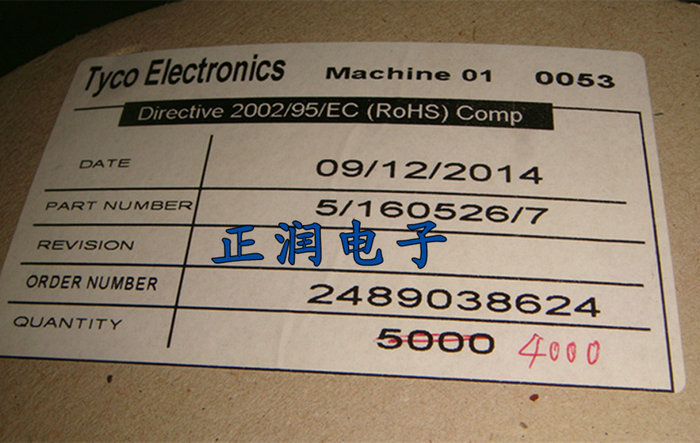 Tyco Electronics Machine 01 0053
Directive 2002/95/EC (RoHS) Comp
DATE 09/12/2014
PART NUMBER 5/160526/7
REVISION
正润电子
ORDER NUMBER 2489038624
QUANTITY 5000 4000